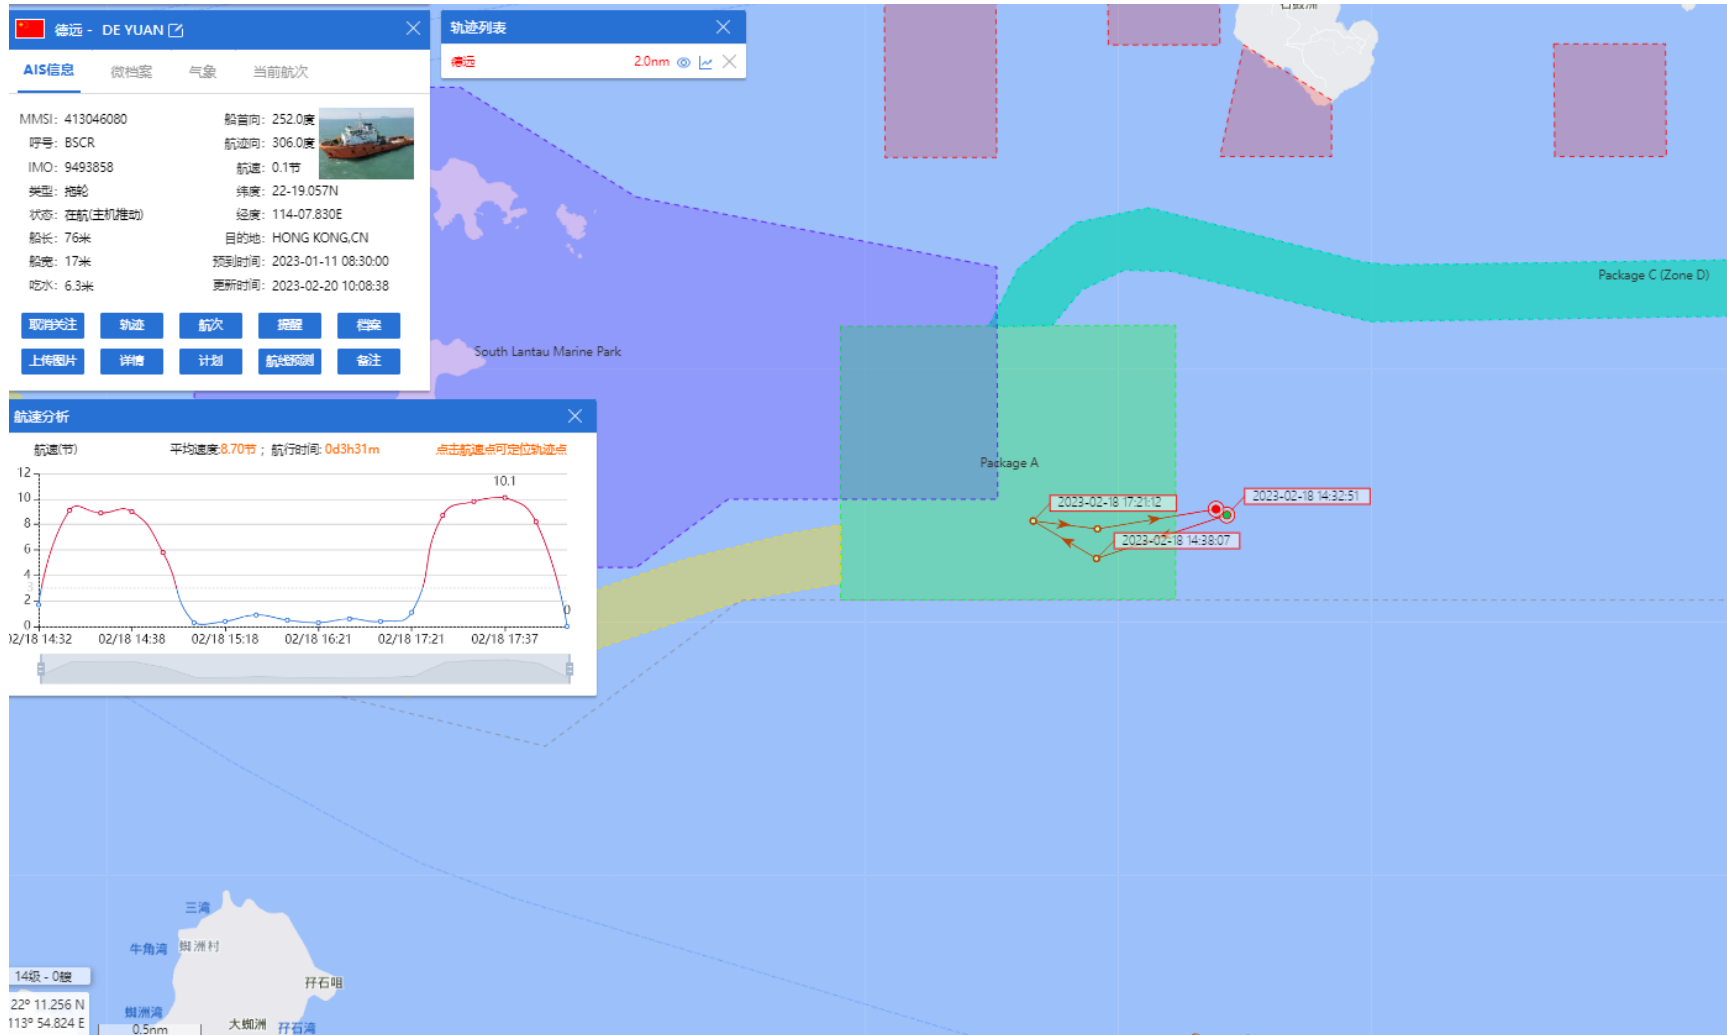 德远 - DE YUAN
AIS信息 微档案 气象 当前航次
MMSI: 413046080
船首向: 252.0度
呼号: BSCR
航迹向: 306.0度
IMO: 9493858
航速: 0.1节
类型: 拖轮
纬度: 22-19.057N
状态: 在航(主机推动)
经度: 114-07.830E
船长: 76米
目的地: HONG KONG,CN
船宽: 17米
预到时间: 2023-01-11 08:30:00
吃水: 6.3米
更新时间: 2023-02-20 10:08:38
取消关注 轨迹 航次 提醒 档案
上传图片 详情 计划 航线预测 备注
轨迹列表
德远 2.0nm
石鼓洲
Package C (Zone D)
South Lantau Marine Park
Package A
2023-02-18 17:21:12
2023-02-18 14:32:51
2023-02-18 14:38:07
航速分析
航速(节) 平均速度:8.70节 ; 航行时间: 0d3h31m 点击航速点可定位轨迹点
12
10
8
6
4
3
2
0
10.1
0
02/18 14:32 02/18 14:38 02/18 15:18 02/18 16:21 02/18 17:21 02/18 17:37
三湾
牛角湾
蜘洲村
孖石咀
蜘洲湾
大蜘洲
孖石湾
14级 - 0艘
22º 11.256 N
113º 54.824 E
0.5nm